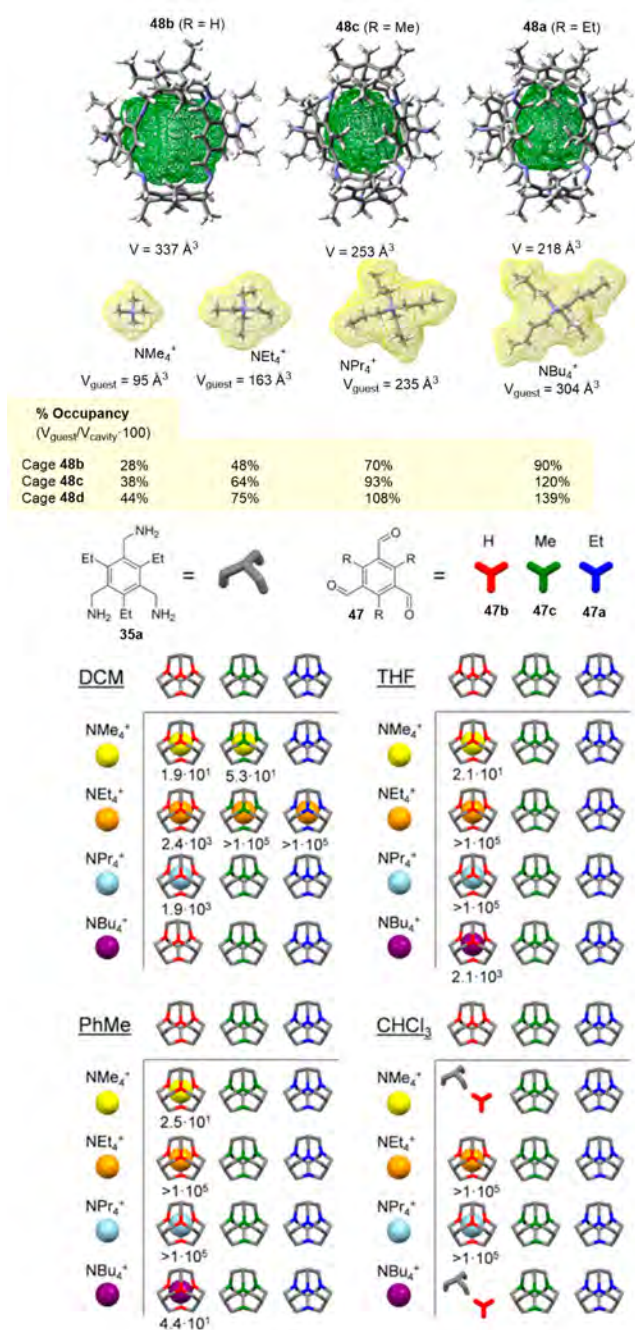 48b (R = H) 48c (R = Me) 48a (R = Et)
V = 337 Å³ V = 253 Å³ V = 218 Å³
NMe₄⁺ NEt₄⁺ NPr₄⁺ NBu₄⁺
V_guest = 95 Å³ V_guest = 163 Å³ V_guest = 235 Å³ V_guest = 304 Å³
% Occupancy
(V_guest/V_cavity·100)
Cage 48b 28% 48% 70% 90%
Cage 48c 38% 64% 93% 120%
Cage 48d 44% 75% 108% 139%
NH₂
Et Et
NH₂ Et NH₂
35a
=
O
R R O
O R
47
=
H Me Et
47b 47c 47a
DCM
NMe₄⁺
1.9·10¹ 5.3·10¹
NEt₄⁺
2.4·10³ >1·10⁵ >1·10⁵
NPr₄⁺
1.9·10³
NBu₄⁺
THF
NMe₄⁺
2.1·10¹
NEt₄⁺
>1·10⁵
NPr₄⁺
>1·10⁵
NBu₄⁺
2.1·10³
PhMe
NMe₄⁺
2.5·10¹
NEt₄⁺
>1·10⁵
NPr₄⁺
>1·10⁵
NBu₄⁺
4.4·10¹
CHCl₃
NMe₄⁺
NEt₄⁺
>1·10⁵
NPr₄⁺
>1·10⁵
NBu₄⁺